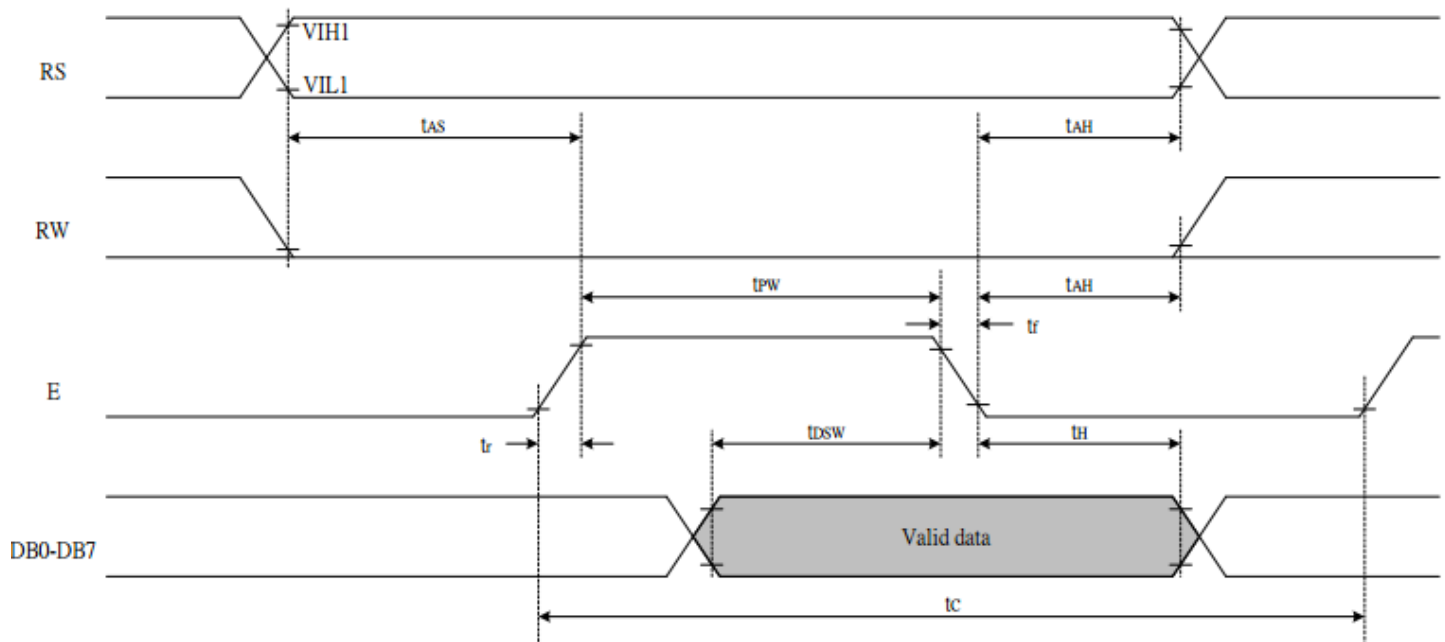 VIH1
RS
VIL1
tAS
tAH
RW
tPW
tAH
tf
E
tr
tDSW
tH
Valid data
DB0-DB7
tC